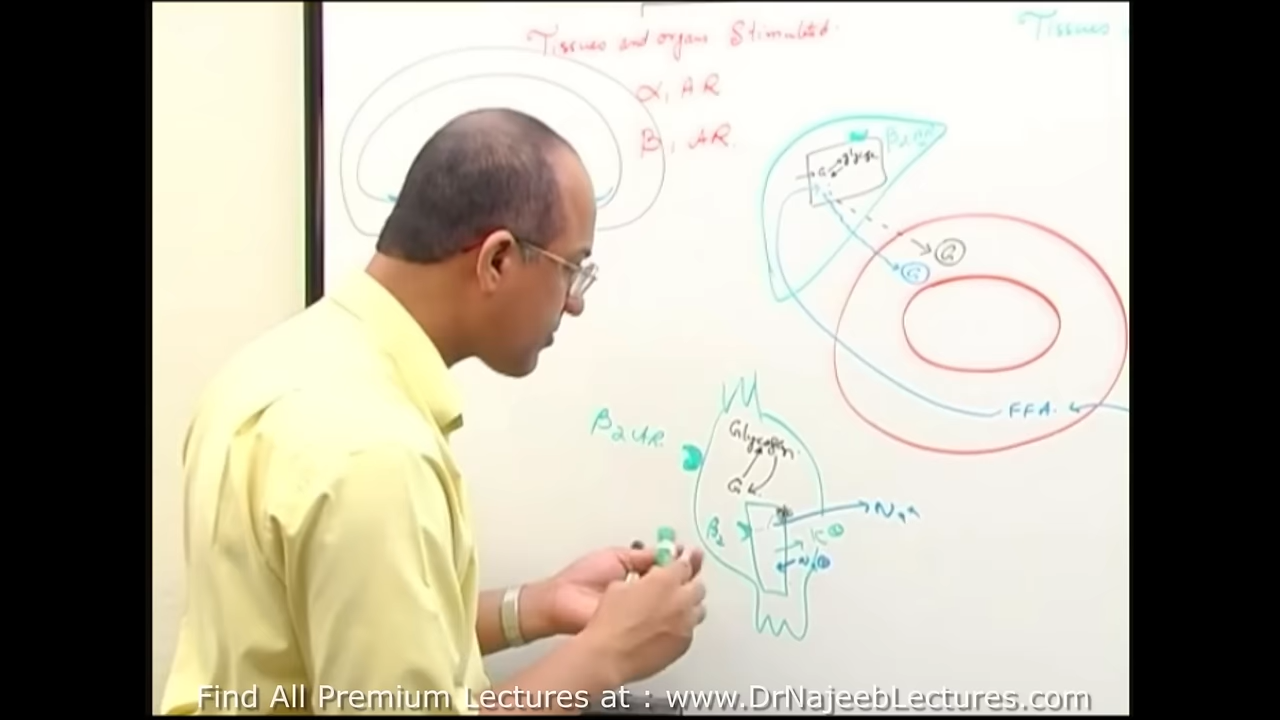 Tissues and organs Stimulated.
Tissues
α1 AR
β1 AR.
β2 AR
G
G
G
FFA
β2 AR
Glycogen
G
β2
K⊕
Na⊕
Find All Premium Lectures at : www.DrNajeebLectures.com